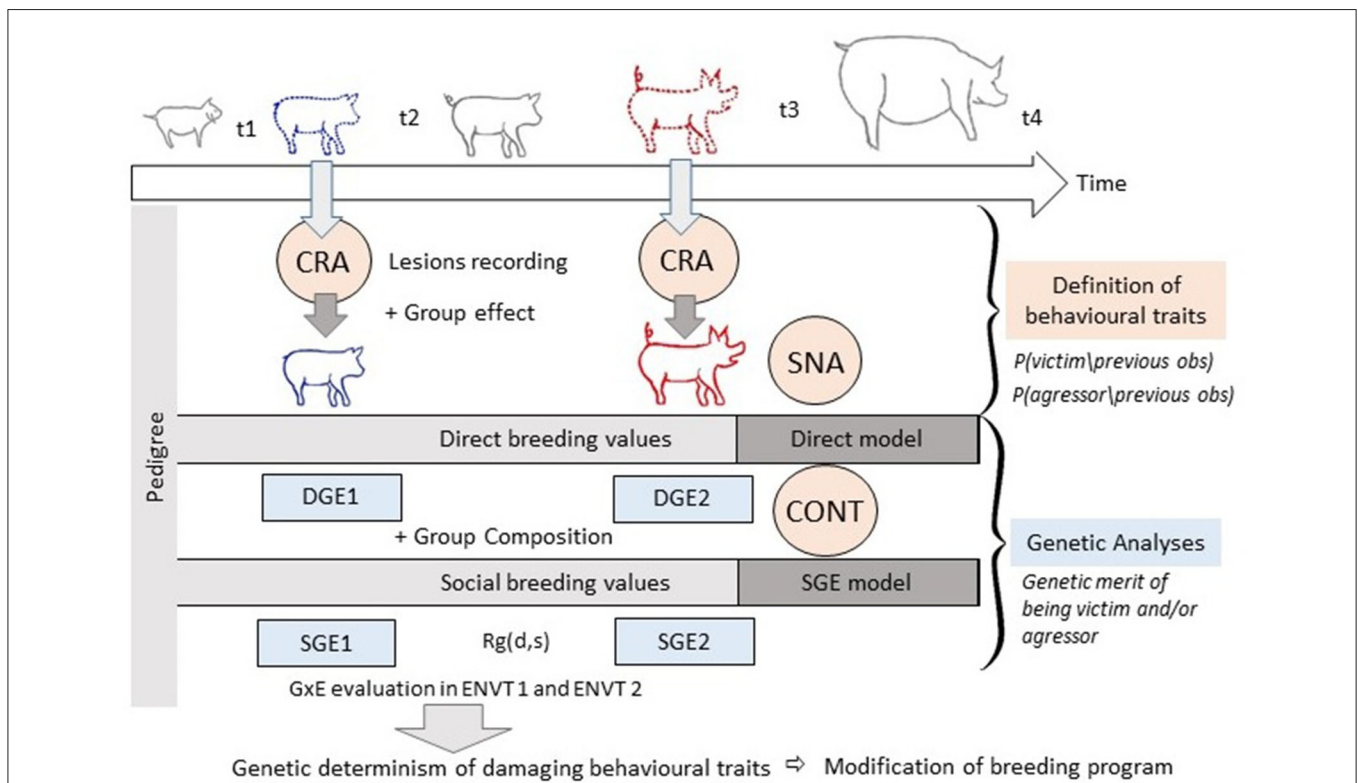 t1
t2
t3
t4
Time
CRA
Lesions recording
CRA
+ Group effect
SNA
Definition of
behavioural traits
P(victim\previous obs)
P(agressor\previous obs)
Pedigree
Direct breeding values
Direct model
DGE1
DGE2
CONT
+ Group Composition
Genetic Analyses
Social breeding values
SGE model
Genetic merit of
being victim and/or
agressor
SGE1
Rg(d,s)
SGE2
GxE evaluation in ENVT 1 and ENVT 2
Genetic determinism of damaging behavioural traits ⇨ Modification of breeding program